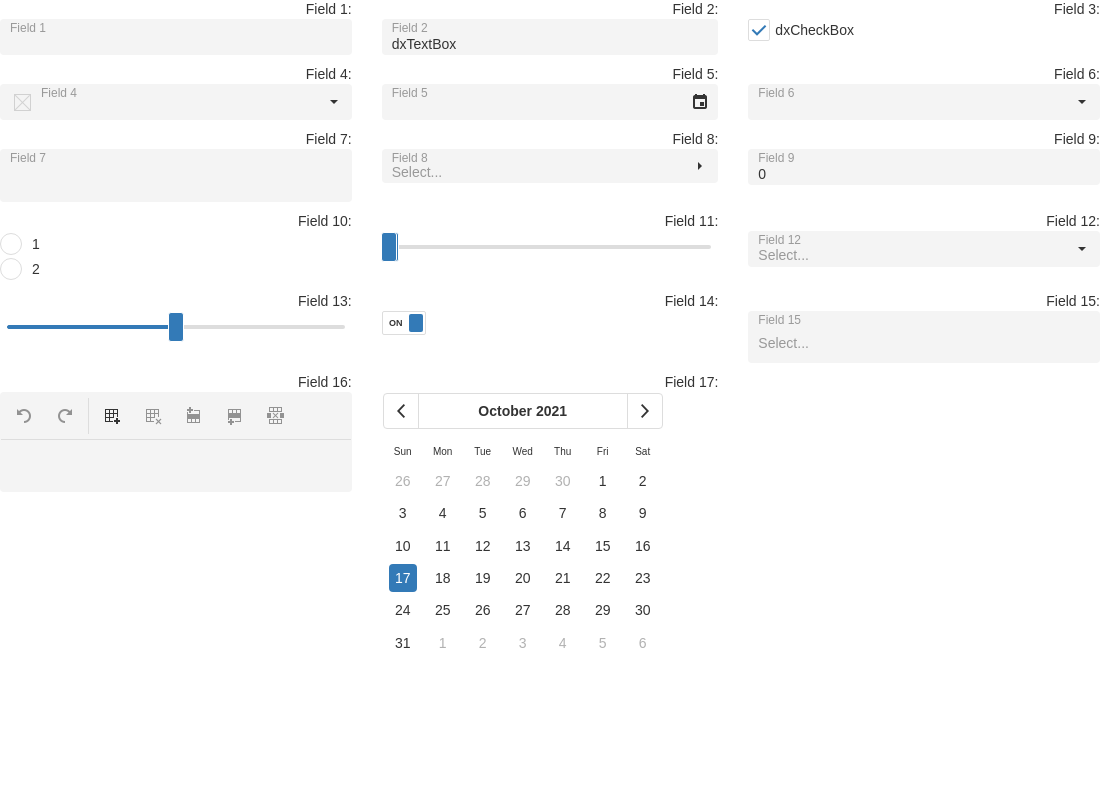 Field 1:
Field 1
Field 2:
Field 2
dxTextBox
Field 3:
dxCheckBox
Field 4:
Field 4
Field 5:
Field 5
Field 6:
Field 6
Field 7:
Field 7
Field 8:
Field 8
Select...
Field 9:
Field 9
0
Field 10:
1
2
Field 11:
Field 12:
Field 12
Select...
Field 13:
Field 14:
ON
Field 15:
Field 15
Select...
Field 16:
Field 17:
October 2021
Sun Mon Tue Wed Thu Fri Sat
26 27 28 29 30 1 2
3 4 5 6 7 8 9
10 11 12 13 14 15 16
17 18 19 20 21 22 23
24 25 26 27 28 29 30
31 1 2 3 4 5 6